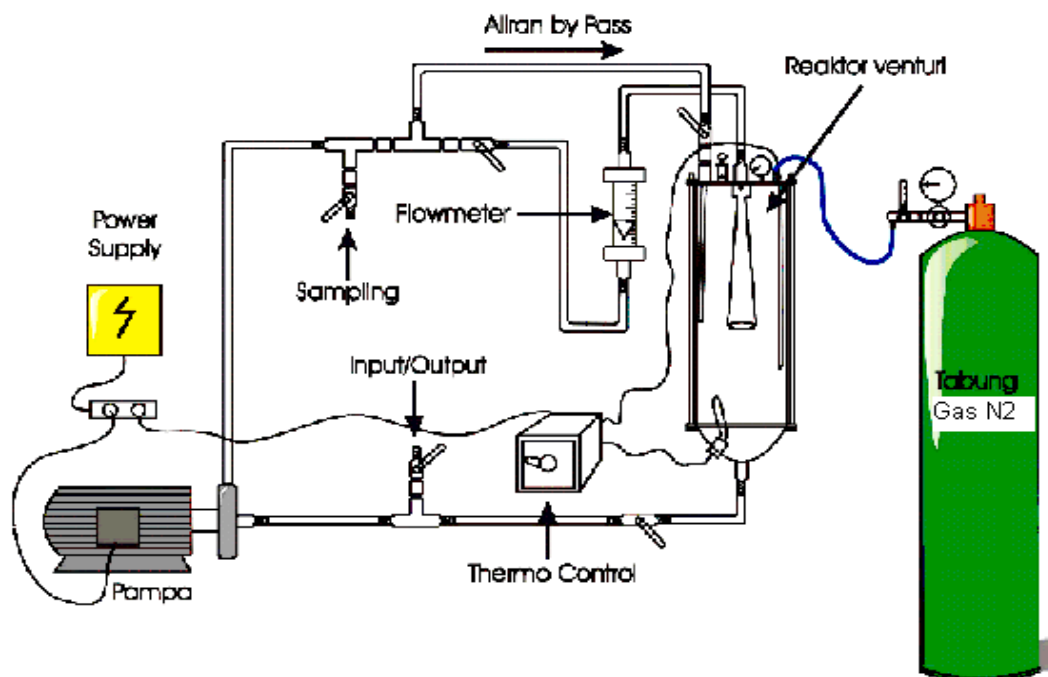 Aliran by Pass
Reaktor venturi
Power
Supply
Flowmeter
Sampling
Input/Output
Tabung
Gas N2
Thermo Control
Pompa